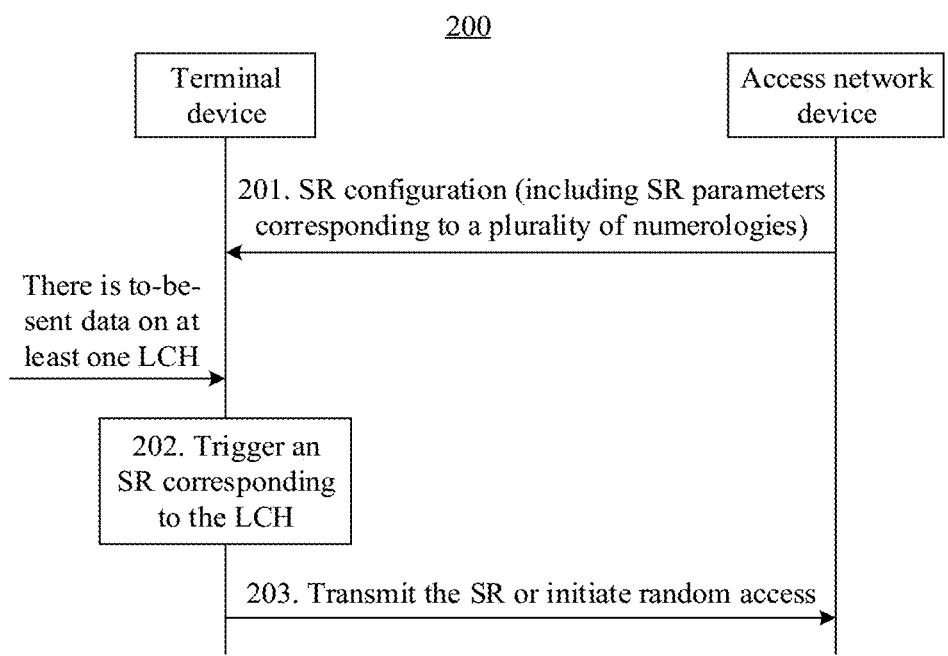 200
Terminal
device
Access network
device
201. SR configuration (including SR parameters
corresponding to a plurality of numerologies)
There is to-be-
sent data on at
least one LCH
202. Trigger an
SR corresponding
to the LCH
203. Transmit the SR or initiate random access